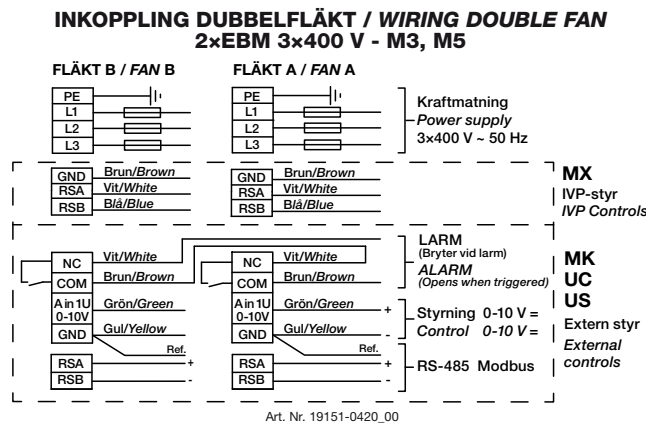 INKOPPLING DUBBELFLÄKT / WIRING DOUBLE FAN
2×EBM 3×400 V - M3, M5
FLÄKT B / FAN B
FLÄKT A / FAN A
PE
L1
L2
L3
PE
L1
L2
L3
Kraftmatning
Power supply
3×400 V ~ 50 Hz
GND Brun/Brown
RSA Vit/White
RSB Blå/Blue
GND Brun/Brown
RSA Vit/White
RSB Blå/Blue
MX
IVP-styr
IVP Controls
NC Vit/White
COM Brun/Brown
Ain1U Grön/Green
0-10V
GND Gul/Yellow
Ref.
RSA +
RSB -
NC Vit/White
COM Brun/Brown
Ain1U Grön/Green +
0-10V
GND Gul/Yellow -
Ref.
RSA +
RSB -
LARM
(Bryter vid larm)
ALARM
(Opens when triggered)
Styrning 0-10 V =
Control 0-10 V =
RS-485 Modbus
MK
UC
US
Extern styr
External
controls
Art. Nr. 19151-0420_00